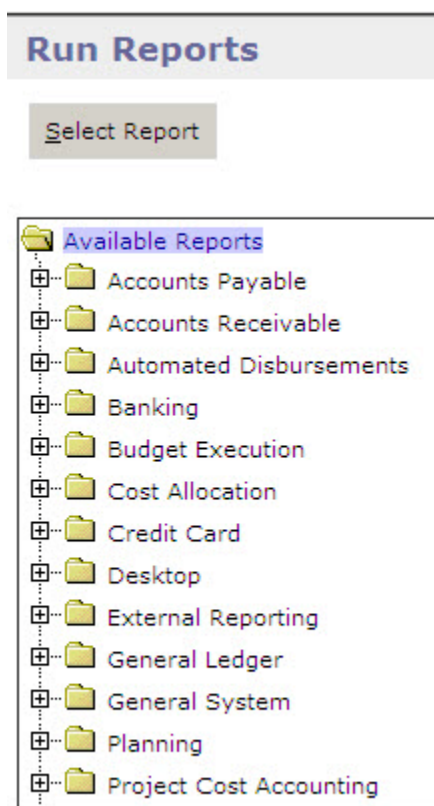 Run Reports
Select Report
Available Reports
Accounts Payable
Accounts Receivable
Automated Disbursements
Banking
Budget Execution
Cost Allocation
Credit Card
Desktop
External Reporting
General Ledger
General System
Planning
Project Cost Accounting